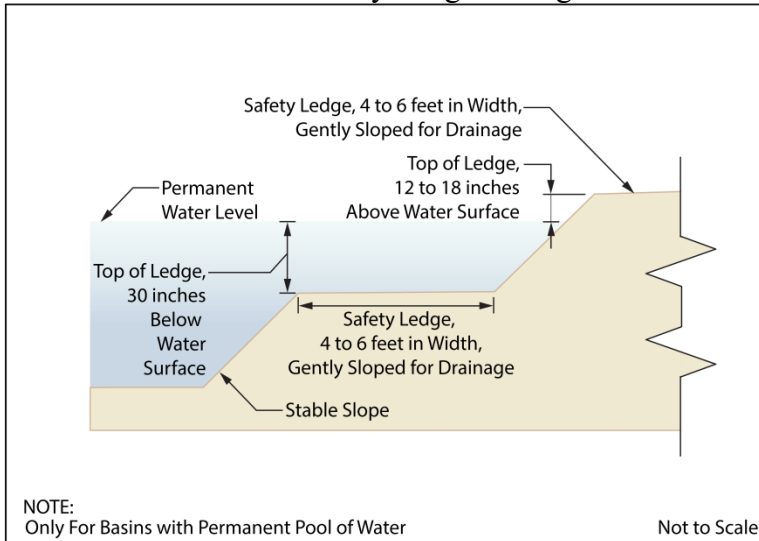 Safety Ledge, 4 to 6 feet in Width,
Gently Sloped for Drainage
Top of Ledge,
12 to 18 inches
Above Water Surface
Permanent
Water Level
Top of Ledge,
30 inches
Below
Water
Surface
Safety Ledge,
4 to 6 feet in Width,
Gently Sloped for Drainage
Stable Slope
NOTE:
Only For Basins with Permanent Pool of Water
Not to Scale